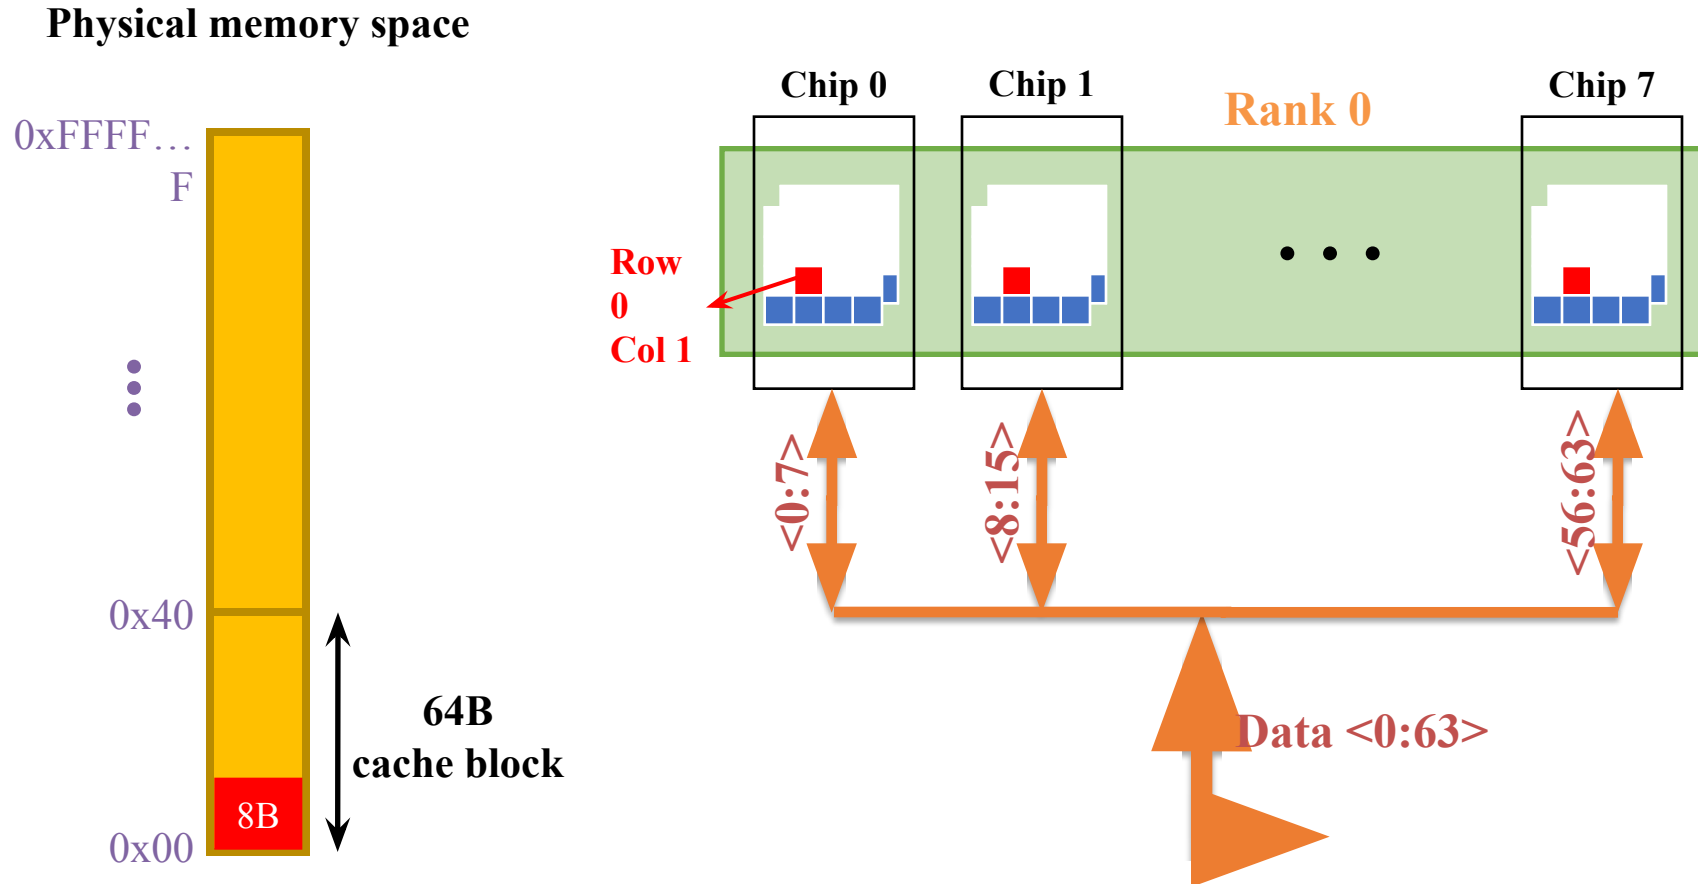 Physical memory space
0xFFFF…
F
0x40
0x00
8B
64B
cache block
Chip 0
Chip 1
Rank 0
Chip 7
Row
0
Col 1
<0:7>
<8:15>
<56:63>
Data <0:63>